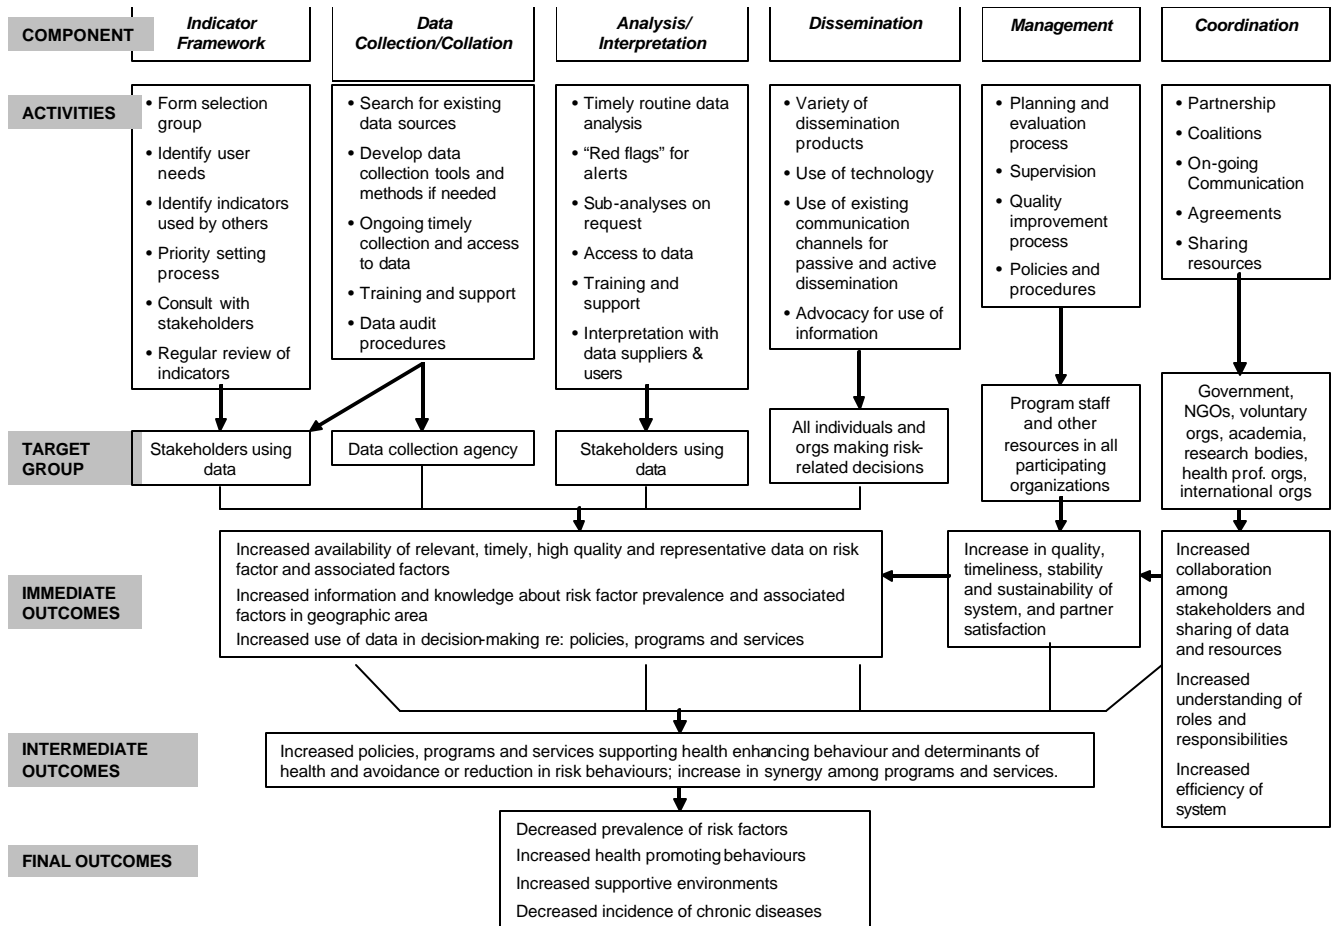 COMPONENT
Indicator
Framework
Data
Collection/Collation
Analysis/
Interpretation
Dissemination
Management
Coordination
ACTIVITIES
• Form selection
group
• Identify user
needs
• Identify indicators
used by others
• Priority setting
process
• Consult with
stakeholders
• Regular review of
indicators
• Search for existing
data sources
• Develop data
collection tools and
methods if needed
• Ongoing timely
collection and access
to data
• Training and support
• Data audit
procedures
• Timely routine data
analysis
• “Red flags” for
alerts
• Sub-analyses on
request
• Access to data
• Training and
support
• Interpretation with
data suppliers &
users
• Variety of
dissemination
products
• Use of technology
• Use of existing
communication
channels for
passive and active
dissemination
• Advocacy for use of
information
• Planning and
evaluation
process
• Supervision
• Quality
improvement
process
• Policies and
procedures
• Partnership
• Coalitions
• On-going
Communication
• Agreements
• Sharing
resources
TARGET
GROUP
Stakeholders using
data
Data collection agency
Stakeholders using
data
All individuals and
orgs making risk-
related decisions
Program staff
and other
resources in all
participating
organizations
Government,
NGOs, voluntary
orgs, academia,
research bodies,
health prof. orgs,
international orgs
IMMEDIATE
OUTCOMES
Increased availability of relevant, timely, high quality and representative data on risk
factor and associated factors
Increased information and knowledge about risk factor prevalence and associated
factors in geographic area
Increased use of data in decision-making re: policies, programs and services
Increase in quality,
timeliness, stability
and sustainability of
system, and partner
satisfaction
Increased
collaboration
among
stakeholders and
sharing of data
and resources
Increased
understanding of
roles and
responsibilities
Increased
efficiency of
system
INTERMEDIATE
OUTCOMES
Increased policies, programs and services supporting health enhancing behaviour and determinants of
health and avoidance or reduction in risk behaviours; increase in synergy among programs and services.
FINAL OUTCOMES
Decreased prevalence of risk factors
Increased health promoting behaviours
Increased supportive environments
Decreased incidence of chronic diseases